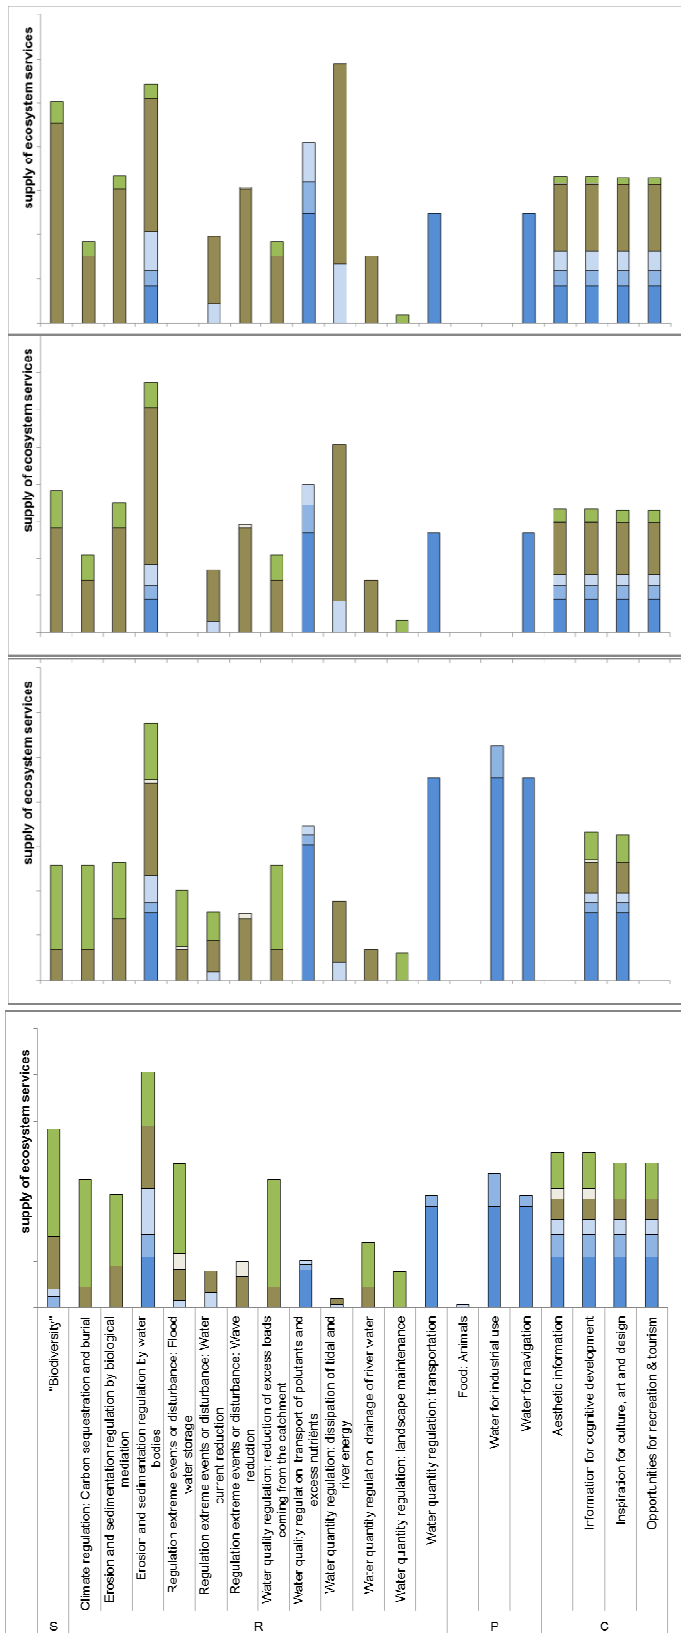 supply of ecosystem services
supply of ecosystem services
supply of ecosystem services
supply of ecosystem services
"Biodiversity"
Climate regulation: Carbon sequestration and burial
Erosion and sedimentation regulation by biological
mediation
Erosion and sedimentation regulation by water
bodies
Regulation extreme events or disturbance: Flood
water storage
Regulation extreme events or disturbance: Water
current reduction
Regulation extreme events or disturbance: Wave
reduction
Water quality regulation: reduction of excess loads
coming from the catchment
Water quality regulation: transport of polutants and
excess nutriënts
Water quantity regulation: dissipation of tidal and
river energy
Water quantity regulation: drainage of river water
Water quantity regulation: landscape maintenance
Water quantity regulation: transportation
Food: Animals
Water for industrial use
Water for navigation
Aesthetic information
Information for cognitive development
Inspiration for culture, art and design
Opportunities for recreation & tourism
S
R
P
C